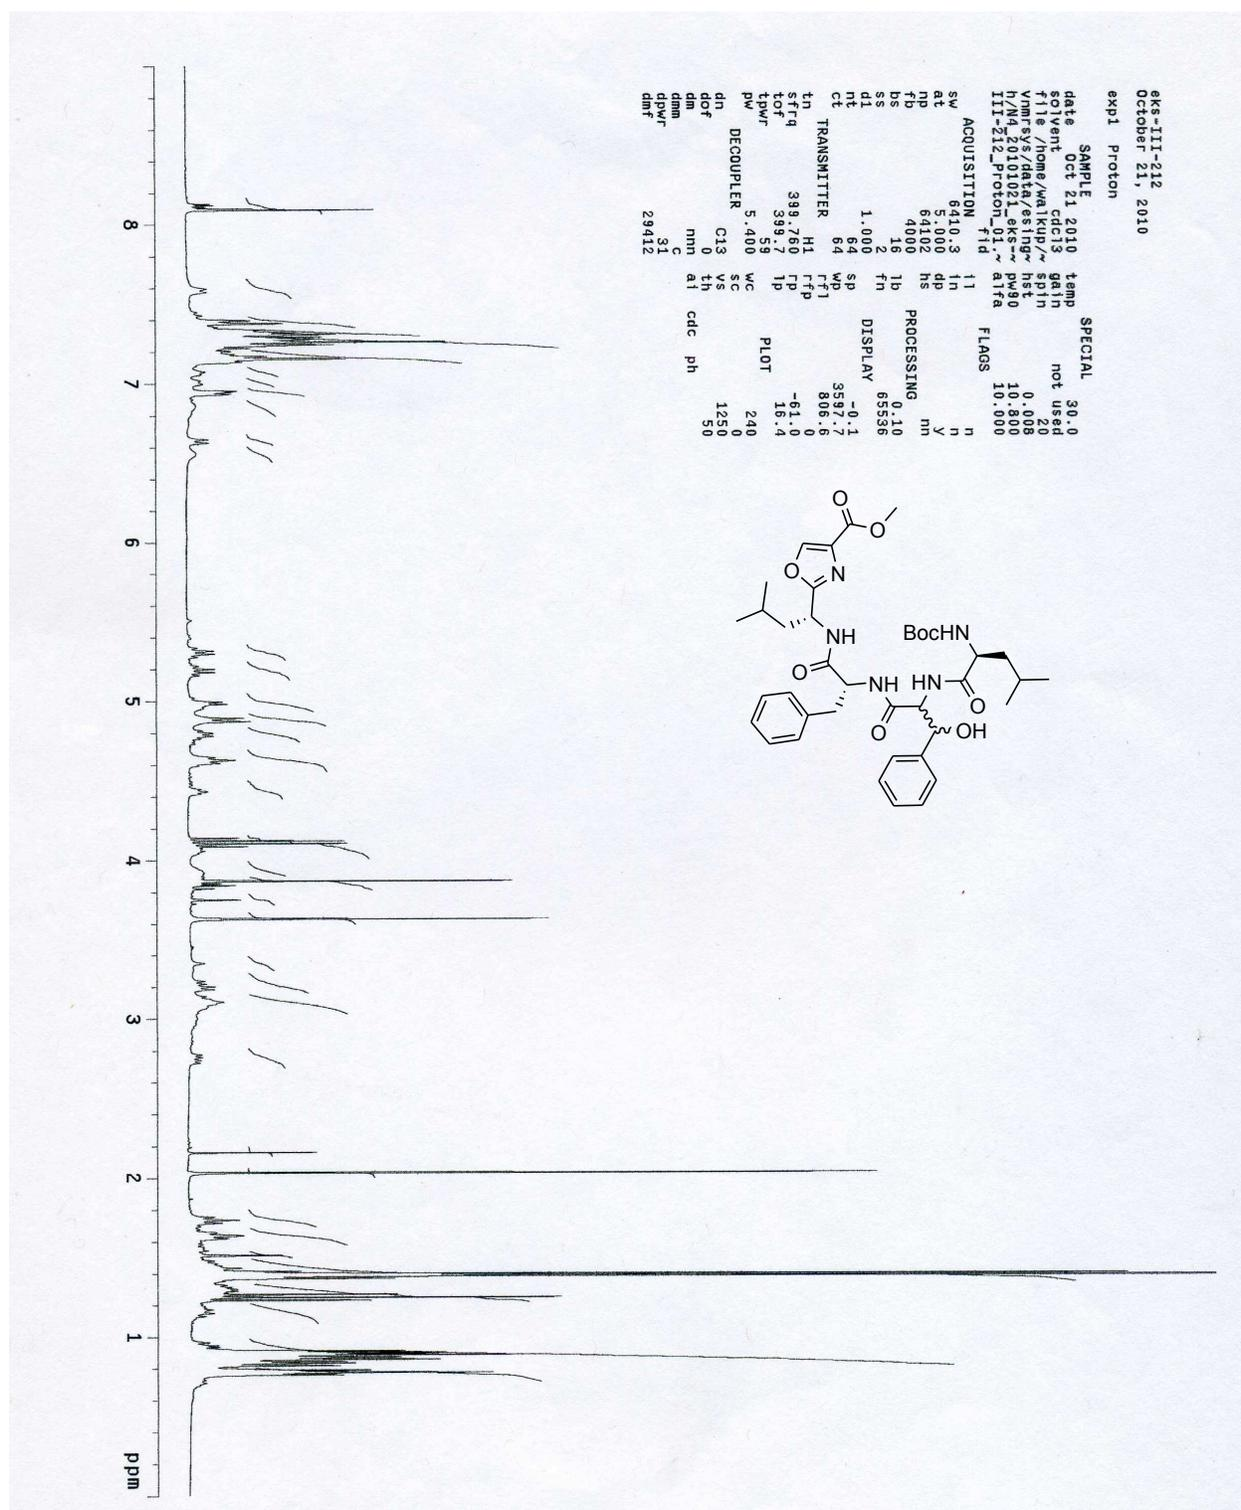 eks-III-212
October 21, 2010
exp1 Proton
SAMPLE SPECIAL
date Oct 21 2010 temp 30.0
solvent cdcl3 gain not used
file /home/walkup/~ spin 20
vnmrsys/data/esing~ hst 0.008
h/N4_20101021_eks-~ pw90 10.800
III-212_Proton_01.~ alfa 10.000
fid FLAGS
ACQUISITION il n
sw 6410.3 in n
at 5.000 dp y
np 64102 hs nn
fb 4000 PROCESSING
bs 16 lb 0.10
ss 2 fn 65536
d1 1.000 DISPLAY
nt 64 sp -0.1
ct 64 wp 3597.7
TRANSMITTER rfl 806.6
tn H1 rfp 0
sfrq 399.760 rp -61.0
tof 399.7 lp 16.4
tpwr 59 PLOT
pw 5.400 wc 240
DECOUPLER sc 0
dn C13 vs 1250
dof 0 th 50
dm nnn ai cdc ph
dmm c
dpwr 31
dmf 29412
O
O
O
N
NH
BocHN
O
NH
HN
O
O
OH
8 7 6 5 4 3 2 1 ppm